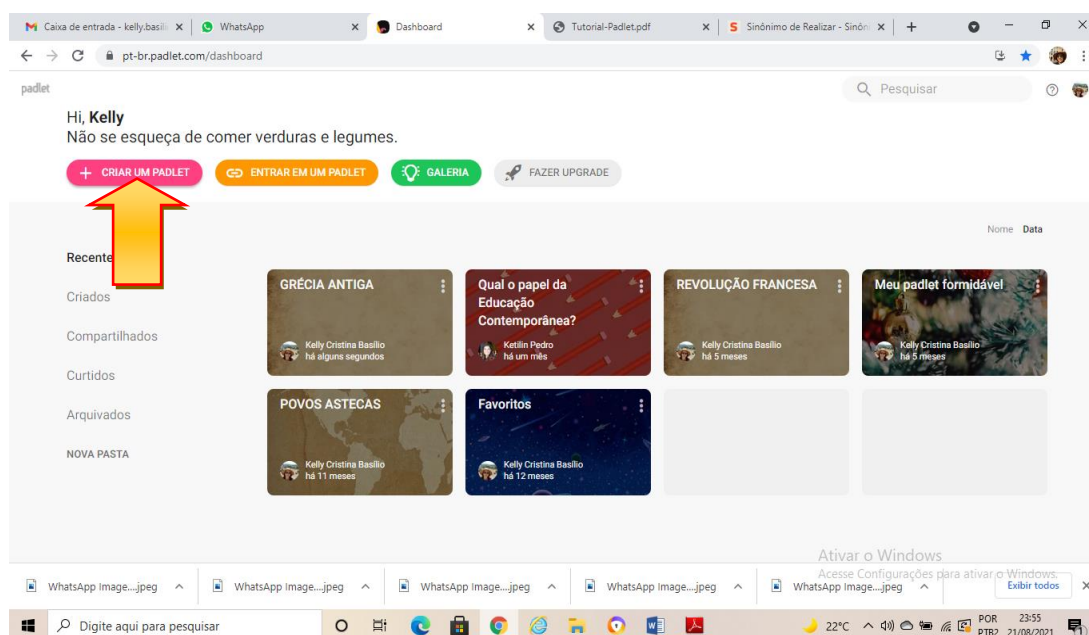 Caixa de entrada - kelly.basili
WhatsApp
Dashboard
Tutorial-Padlet.pdf
Sinônimo de Realizar - Sinôni
pt-br.padlet.com/dashboard
padlet
Pesquisar
Hi, Kelly
Não se esqueça de comer verduras e legumes.
CRIAR UM PADLET
ENTRAR EM UM PADLET
GALERIA
FAZER UPGRADE
Nome Data
Recente
Criados
Compartilhados
Curtidos
Arquivados
NOVA PASTA
GRÉCIA ANTIGA
Kelly Cristina Basílio
há alguns segundos
Qual o papel da
Educação
Contemporânea?
Ketilin Pedro
há um mês
REVOLUÇÃO FRANCESA
Kelly Cristina Basílio
há 5 meses
Meu padlet formidável
Kelly Cristina Basílio
há 5 meses
POVOS ASTECAS
Kelly Cristina Basílio
há 11 meses
Favoritos
Kelly Cristina Basílio
há 12 meses
Ativar o Windows
Acesse Configurações para ativar o Windows.
WhatsApp Image....jpeg
WhatsApp Image....jpeg
WhatsApp Image....jpeg
WhatsApp Image....jpeg
WhatsApp Image....jpeg
Exibir todos
Digite aqui para pesquisar
22°C
POR
PTB2
23:55
21/08/2021